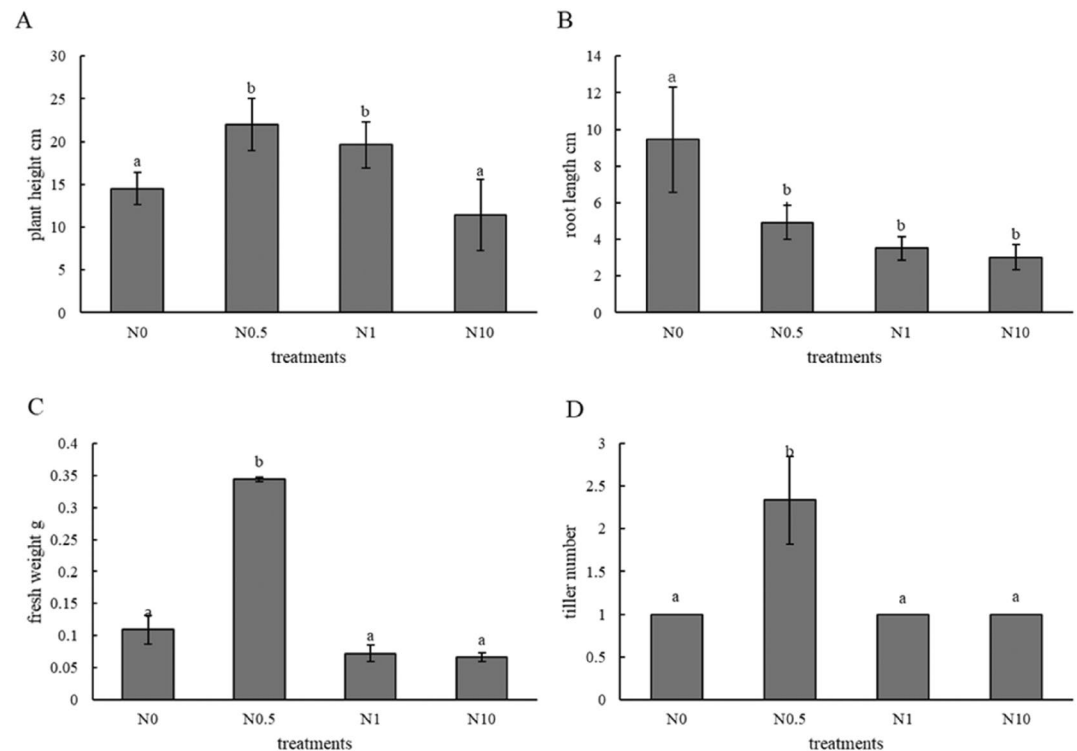 A
plant height cm
30
25
20
15
10
5
0
a
b
b
a
N0 N0.5 N1 N10
treatments
B
root length cm
14
12
10
8
6
4
2
0
a
b
b
b
N0 N0.5 N1 N10
treatments
C
fresh weight g
0.4
0.35
0.3
0.25
0.2
0.15
0.1
0.05
0
a
b
a
a
N0 N0.5 N1 N10
treatments
D
tiller number
3
2.5
2
1.5
1
0.5
0
a
b
a
a
N0 N0.5 N1 N10
treatments